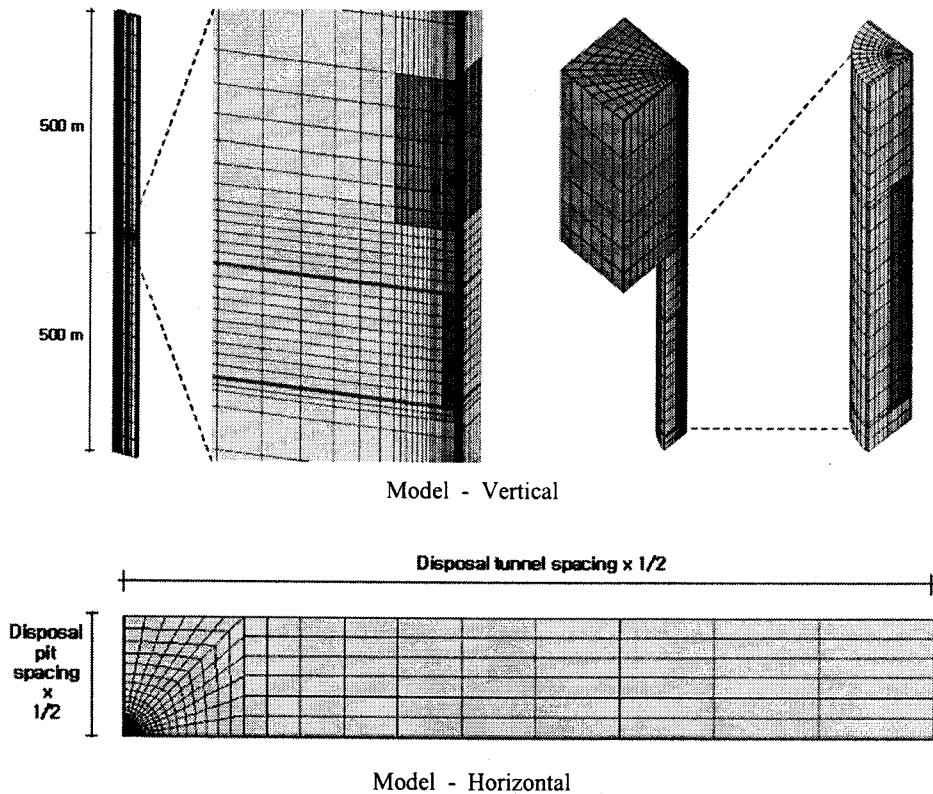 500 m
500 m
Model - Vertical
Disposal tunnel spacing x 1/2
Disposal
pit
spacing
x
1/2
Model - Horizontal